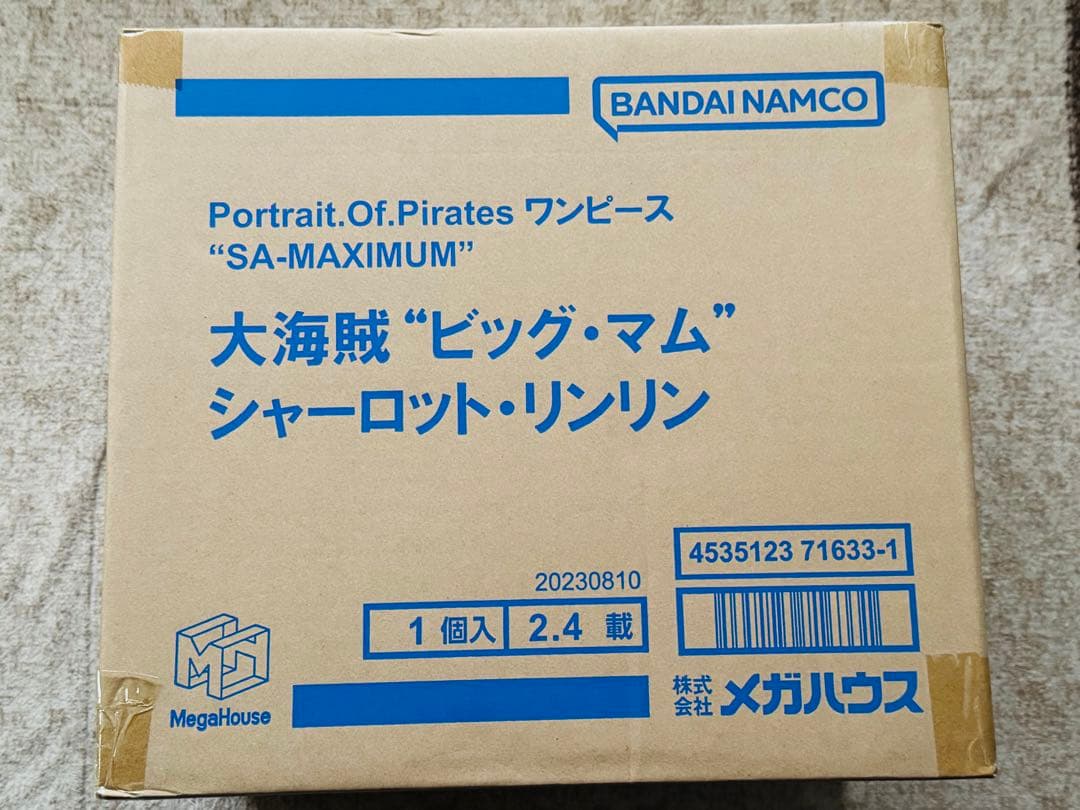 BANDAI NAMCO
Portrait.Of.Pirates ワンピース
“SA-MAXIMUM”
大海賊“ビッグ・マム”
シャーロット・リンリン
4535123 71633-1
20230810
1 個入 2.4 載
MegaHouse
株式会社 メガハウス